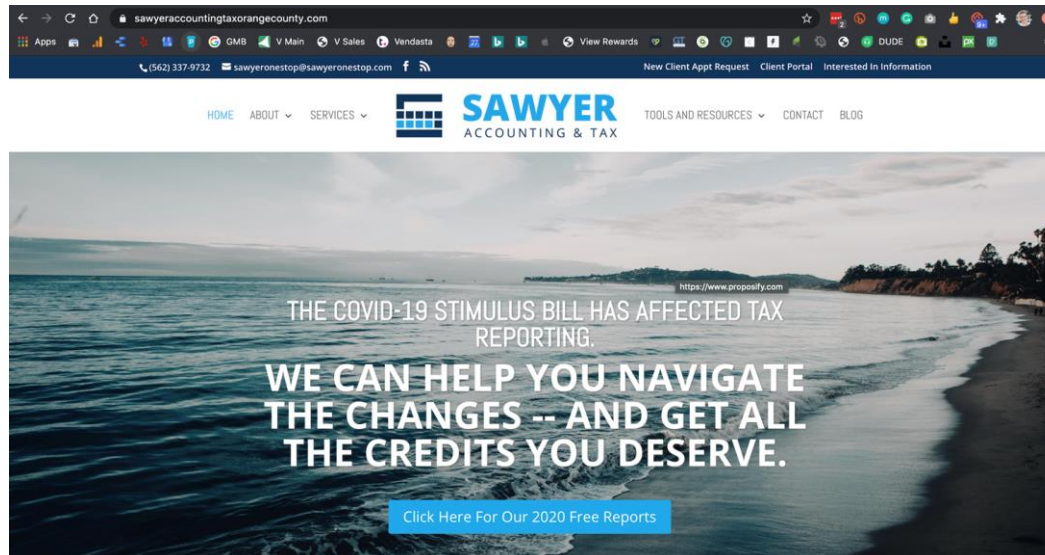 sawyeraccountingtaxorangecounty.com
Apps GMB V Main V Sales Vendasta View Rewards DUDE
(562) 337-9732 sawyeronestop@sawyeronestop.com New Client Appt Request Client Portal Interested In Information
HOME ABOUT SERVICES SAWYER TOOLS AND RESOURCES CONTACT BLOG
ACCOUNTING & TAX
https://www.proposify.com
THE COVID-19 STIMULUS BILL HAS AFFECTED TAX
REPORTING.
WE CAN HELP YOU NAVIGATE
THE CHANGES -- AND GET ALL
THE CREDITS YOU DESERVE.
Click Here For Our 2020 Free Reports